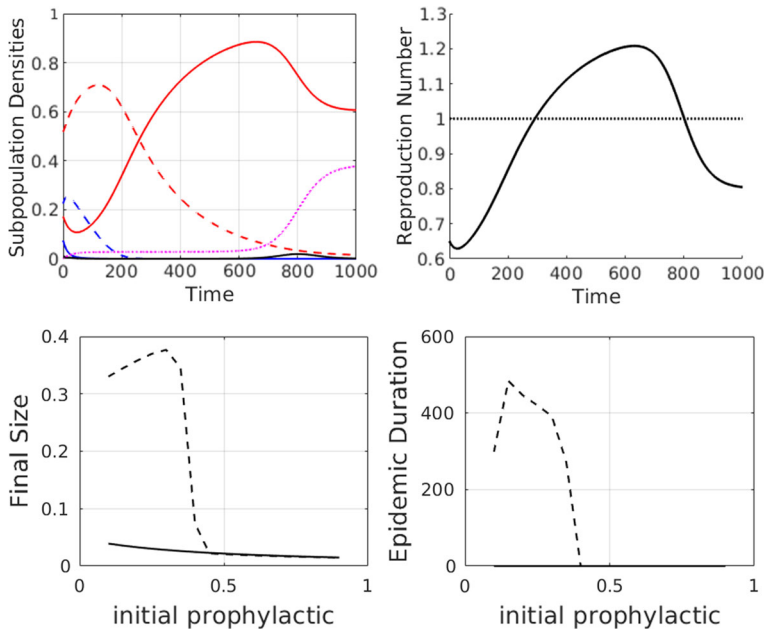 Subpopulation Densities
1
0.8
0.6
0.4
0.2
0
0 200 400 600 800 1000
Time
Reproduction Number
1.3
1.2
1.1
1
0.9
0.8
0.7
0.6
0 200 400 600 800 1000
Time
Final Size
0.4
0.3
0.2
0.1
0
0 0.5 1
initial prophylactic
Epidemic Duration
600
400
200
0
0 0.5 1
initial prophylactic